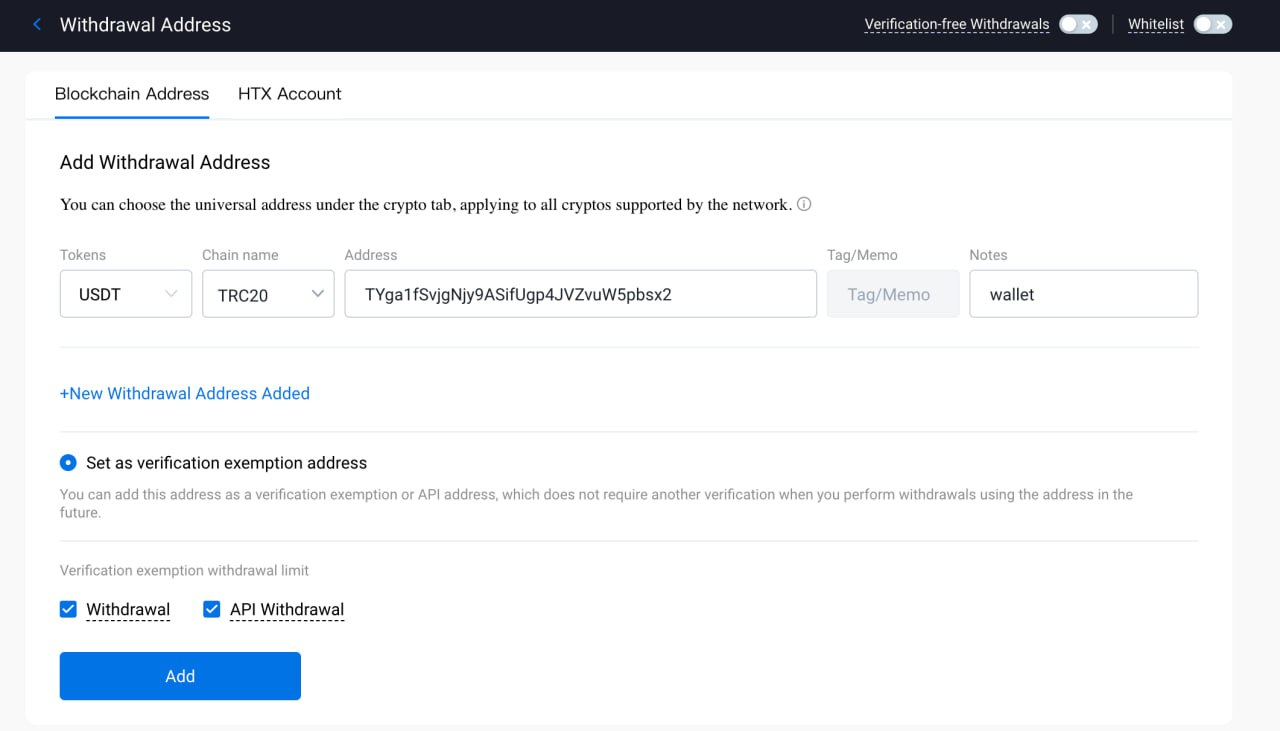 Withdrawal Address
Verification-free Withdrawals
Whitelist
Blockchain Address
HTX Account
Add Withdrawal Address
You can choose the universal address under the crypto tab, applying to all cryptos supported by the network.
Tokens
Chain name
Address
Tag/Memo
Notes
USDT
TRC20
TYga1fSvjgNjy9ASifUgp4JVZvuW5pbsx2
Tag/Memo
wallet
+New Withdrawal Address Added
Set as verification exemption address
You can add this address as a verification exemption or API address, which does not require another verification when you perform withdrawals using the address in the
future.
Verification exemption withdrawal limit
Withdrawal
API Withdrawal
Add